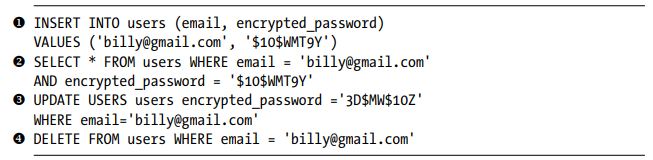 ❶ INSERT INTO users (email, encrypted_password)
VALUES ('billy@gmail.com', '$10$WMT9Y')
❷ SELECT * FROM users WHERE email = 'billy@gmail.com'
AND encrypted_password = '$10$WMT9Y'
❸ UPDATE USERS users encrypted_password ='3D$MW$10Z'
WHERE email='billy@gmail.com'
❹ DELETE FROM users WHERE email = 'billy@gmail.com'